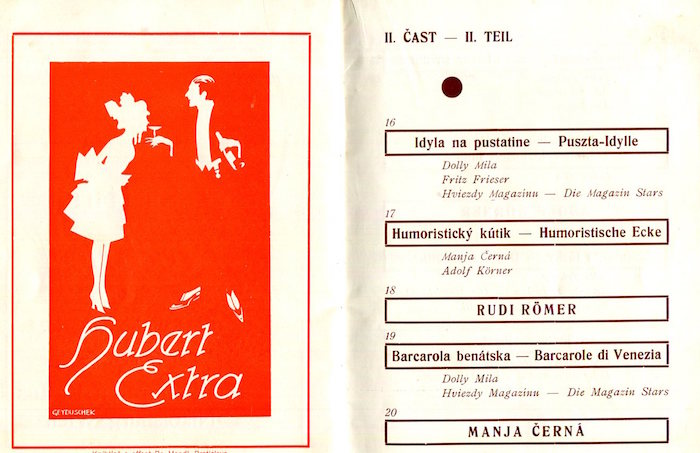 Hubert
Extra
GEYDUSCHEK
II. ČAST — II. TEIL
16
Idyla na pustatine — Puszta-Idylle
Dolly Mila
Fritz Frieser
Hviezdy Magazinu — Die Magazin Stars
17
Humoristický kútik — Humoristische Ecke
Manja Černá
Adolf Körner
18
RUDI RÖMER
19
Barcarola benátska — Barcarole di Venezia
Dolly Mila
Hviezdy Magazínu — Die Magazin Stars
20
MANJA ČERNÁ